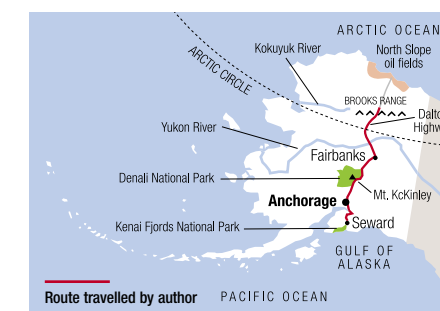 ARCTIC OCEAN
Kokuyuk River
North Slope
oil fields
ARCTIC CIRCLE
BROOKS RANGE
Dalto
Highw
Yukon River
Fairbanks
Denali National Park
Mt. McKinley
Anchorage
Kenai Fjords National Park
Seward
GULF OF
ALASKA
Route travelled by author
PACIFIC OCEAN